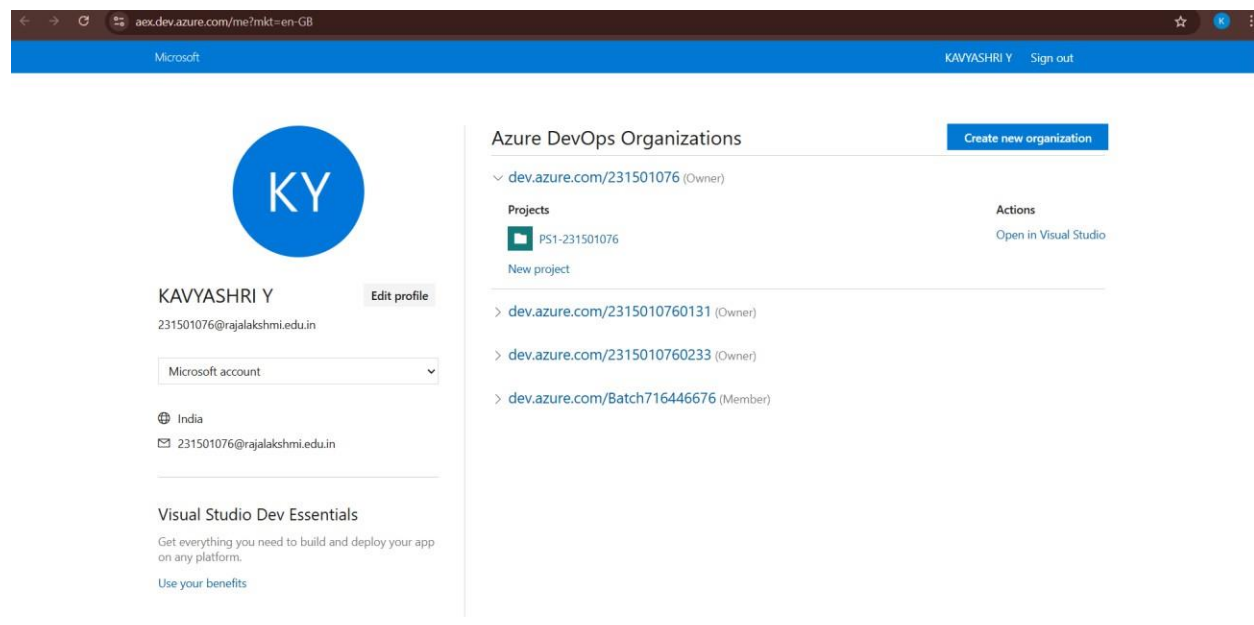 aex.dev.azure.com/me?mkt=en-GB
K
Microsoft
KAVYASHRI Y Sign out
KY
KAVYASHRI Y
Edit profile
231501076@rajalakshmi.edu.in
Microsoft account
India
231501076@rajalakshmi.edu.in
Visual Studio Dev Essentials
Get everything you need to build and deploy your app
on any platform.
Use your benefits
Azure DevOps Organizations
Create new organization
dev.azure.com/231501076 (Owner)
Projects
Actions
PS1-231501076
Open in Visual Studio
New project
dev.azure.com/2315010760131 (Owner)
dev.azure.com/2315010760233 (Owner)
dev.azure.com/Batch716446676 (Member)